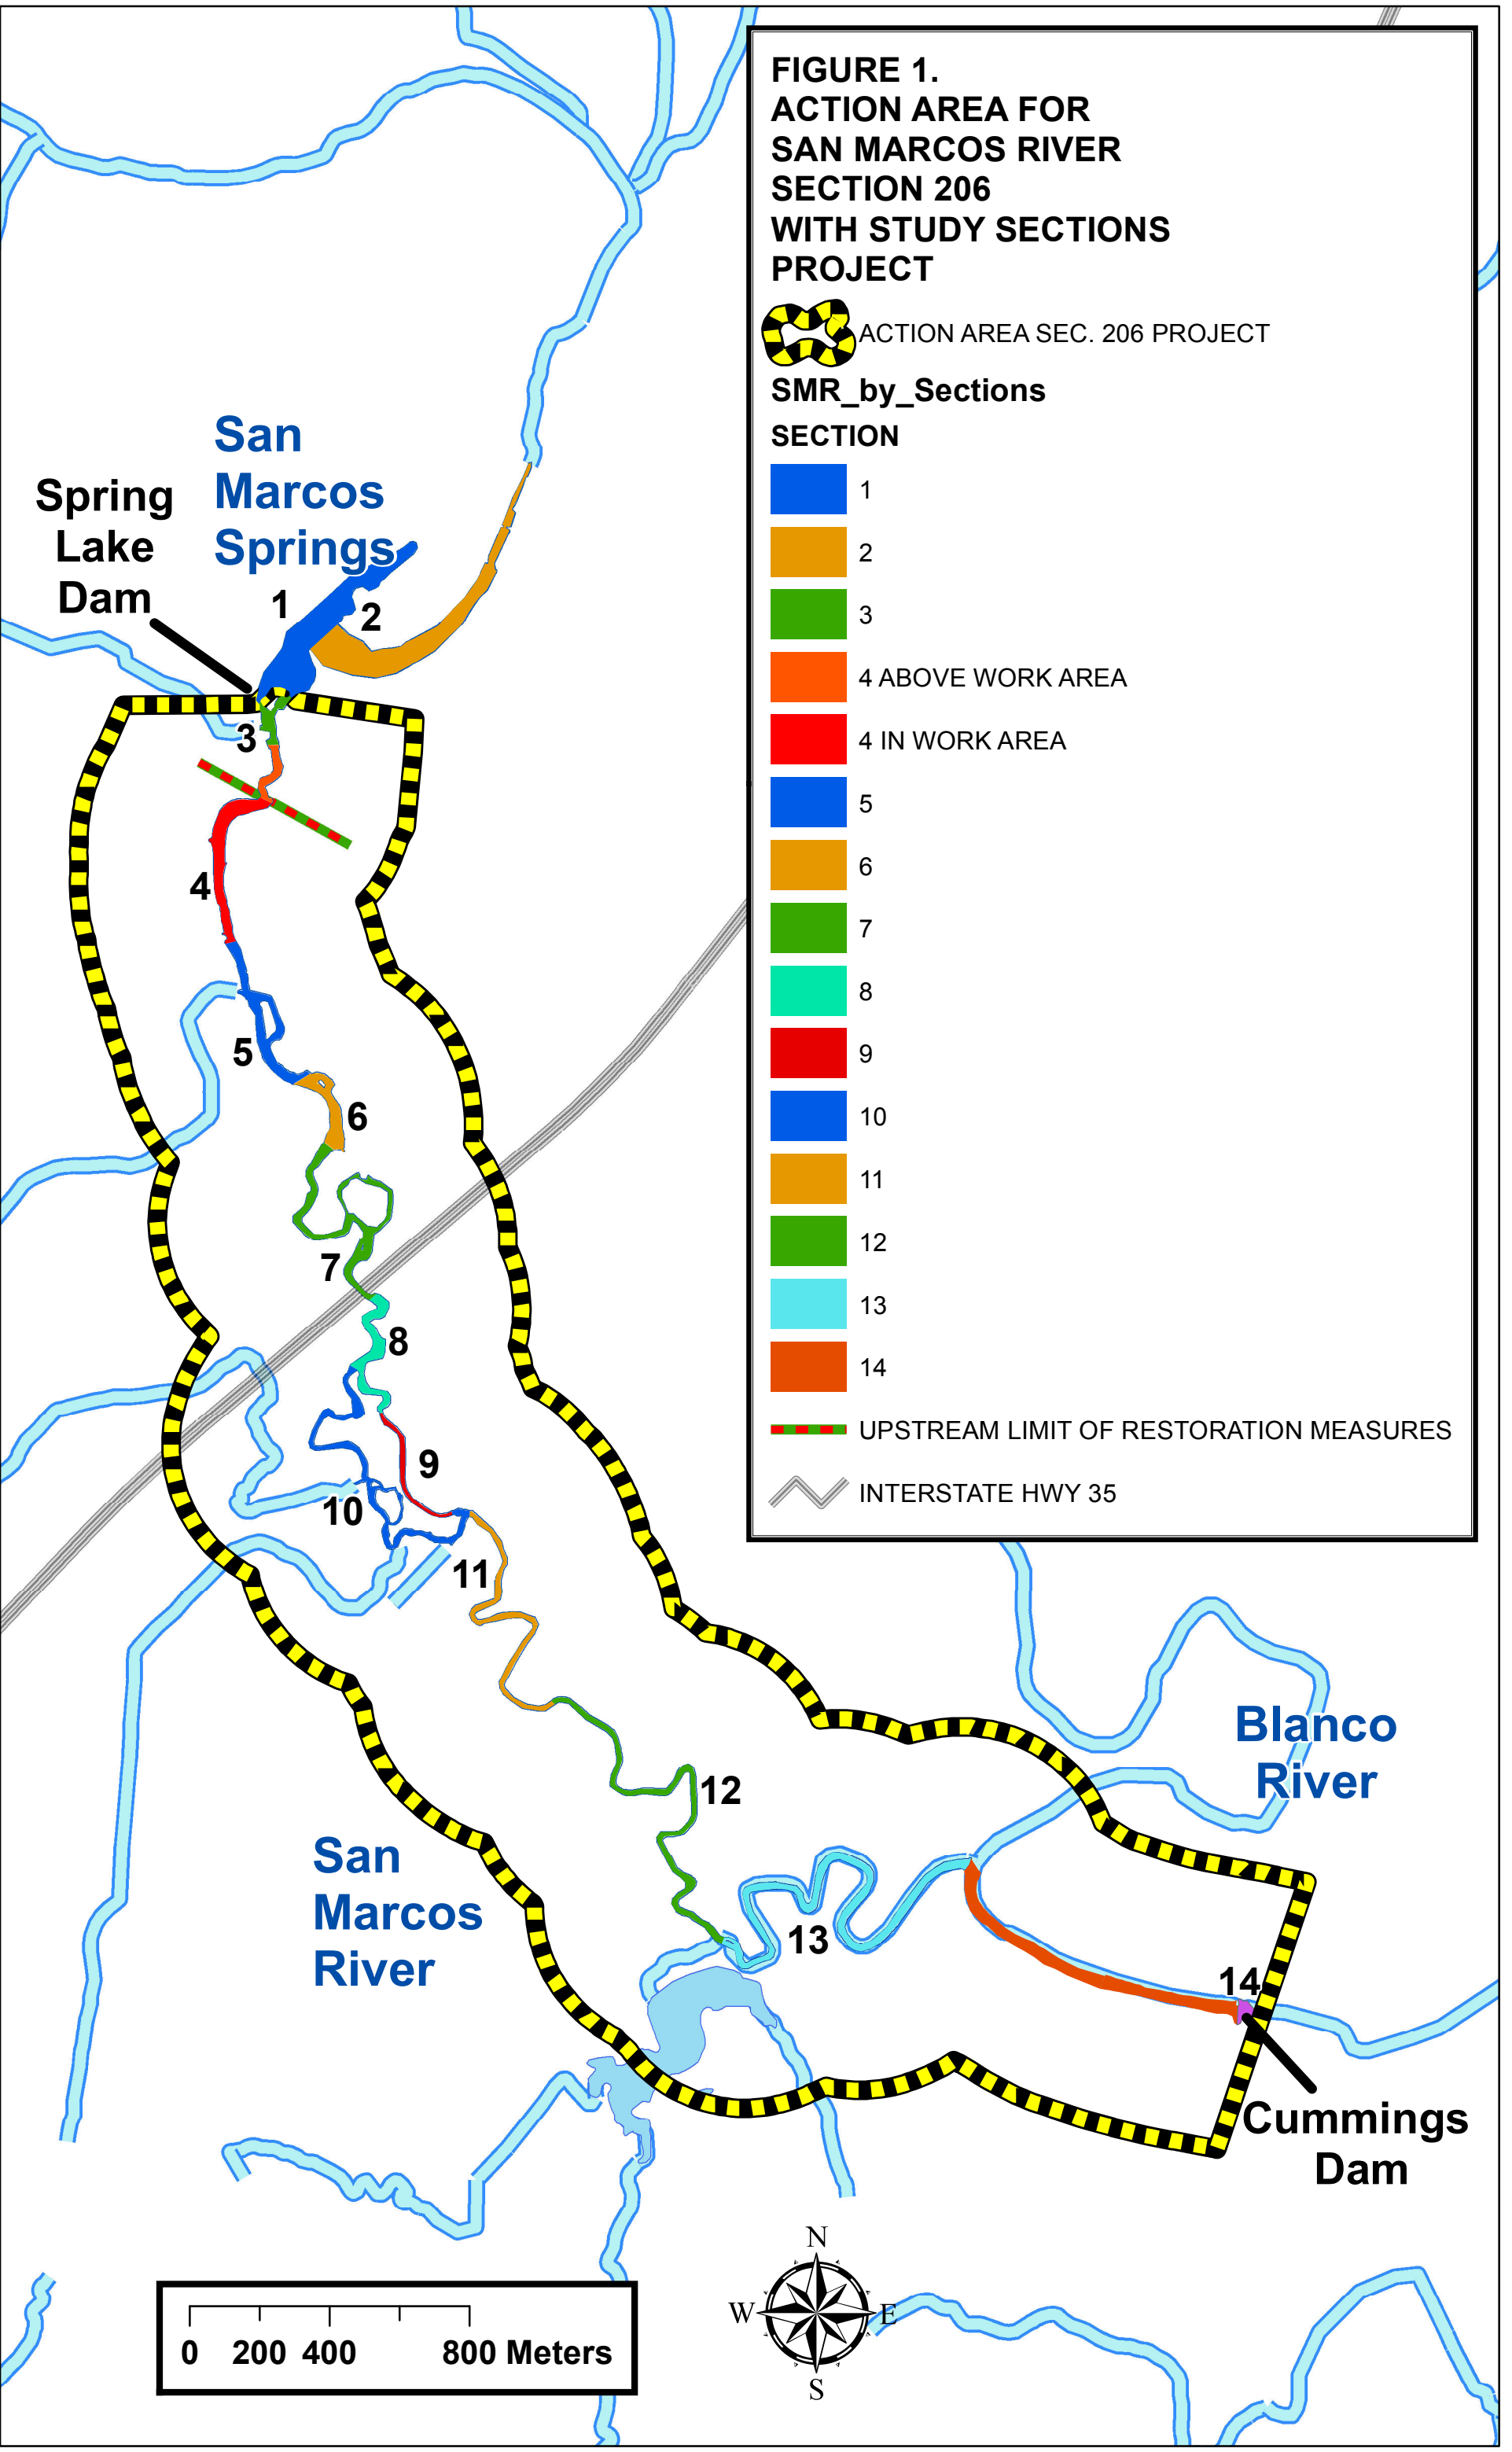 FIGURE 1.
ACTION AREA FOR
SAN MARCOS RIVER
SECTION 206
WITH STUDY SECTIONS
PROJECT
ACTION AREA SEC. 206 PROJECT
SMR_by_Sections
SECTION
1
2
3
4 ABOVE WORK AREA
4 IN WORK AREA
5
6
7
8
9
10
11
12
13
14
UPSTREAM LIMIT OF RESTORATION MEASURES
INTERSTATE HWY 35
San
Marcos
Springs
Spring
Lake
Dam
1
2
3
4
5
6
7
8
9
10
11
12
13
14
Blanco
River
San
Marcos
River
Cummings
Dam
N
W
E
S
0 200 400 800 Meters